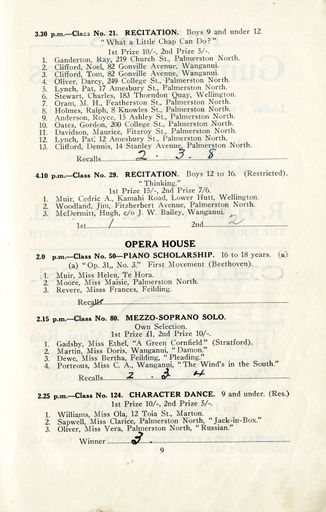 3.30 p.m.—Class No. 21. RECITATION. Boys 9 and under 12
"What a Little Chap Can Do?"
1st Prize 10/-, 2nd Prize 5/-.
1. Ganderton, Ray, 219 Church St., Palmerston North.
2. Clifford, Noel, 82 Gonville Avenue, Wanganui.
3. Clifford, Tom, 82 Gonville Avenue, Wanganui.
4. Oliver, Darcy, 249 College St., Palmerston North.
5. Lynch, Pat, 17 Amesbury St., Palmerston North.
6. Stewart, Charles, 183 Thorndon Quay, Wellington.
7. Oram, M. H., Featherston St., Palmerston North.
8. Holmes, Ralph, 8 Knowles St., Palmerston North.
9. Anderson, Royce, 15 Ashley St., Palmerston North.
10. Oates, Gordon, 200 College St., Palmerston North.
11. Davidson, Maurice, Fitzroy St., Palmerston North.
12. Lynch, Pat, 12 Amesbury St., Palmerston North.
13. Clifford, Dennis, 14 Stanley Avenue, Palmerston North.
Recalls 2 . 3 . 8
4.10 p.m.—Class No. 29. RECITATION. Boys 12 to 16. (Restricted).
"Thinking."
1st Prize 15/-, 2nd Prize 7/6.
1. Muir, Cedric A., Kamahi Road, Lower Hutt, Wellington.
2. Woodland, Jim, Fitzherbert Avenue, Palmerston North.
3. McDermitt, Hugh, c/o J. W. Bailey, Wanganui.
1st 1 2nd 2
OPERA HOUSE
2.0 p.m.—Class No. 50—PIANO SCHOLARSHIP. 16 to 18 years. (a)
(a) "Op. 31, No. 3." First Movement (Beethoven).
1. Muir, Miss Helen, Te Hora.
2. Moore, Miss Maisie, Palmerston North.
3. Revere, Misss Frances, Feilding.
Recalls
2.15 p.m.—Class No. 80. MEZZO-SOPRANO SOLO.
Own Selection.
1st Prize £1, 2nd Prize 10/-.
1. Gadsby, Miss Ethel, "A Green Cornfield" (Stratford).
2. Martin, Miss Doris, Wanganui, "Damon."
3. Dewe, Miss Bertha, Feilding, "Pleading."
4. Porteous, Miss C. A., Wanganui, "The Wind's in the South."
Recalls 2 . 3 . 4
2.25 p.m.—Class No. 124. CHARACTER DANCE. 9 and under. (Res.)
1st Prize 10/-, 2nd Prize 5/-.
1. Williams, Miss Ola, 12 Toia St., Marton.
2. Sapwell, Miss Clarice, Palmerston North, "Jack-in-Box."
3. Oliver, Miss Vera, Palmerston North, "Russian."
Winner 3.
9